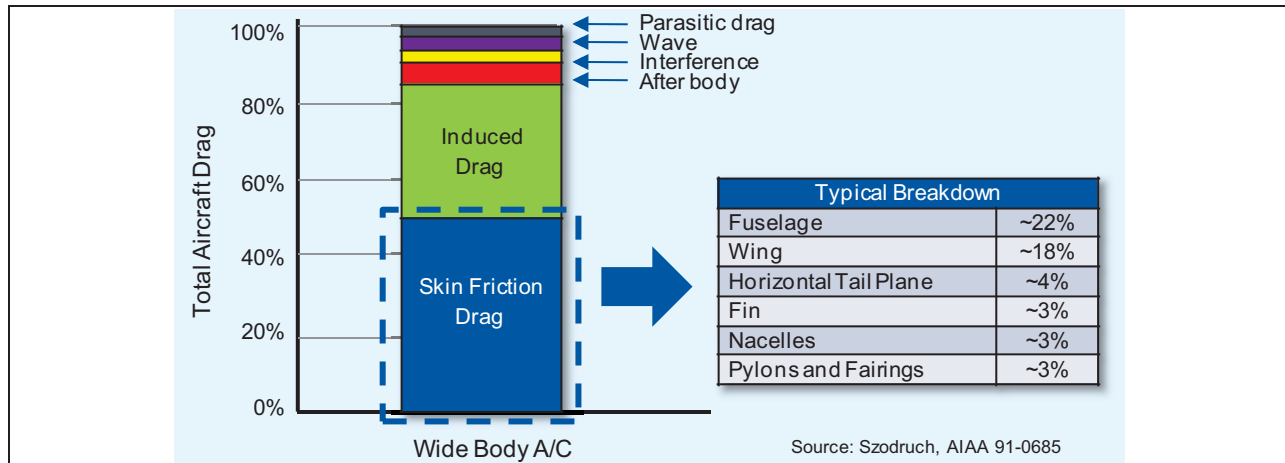 100%
80%
60%
40%
20%
0%
Total Aircraft Drag
Parasitic drag
Wave
Interference
After body
Induced
Drag
Skin Friction
Drag
Wide Body A/C
Typical Breakdown
Fuselage ~22%
Wing ~18%
Horizontal Tail Plane ~4%
Fin ~3%
Nacelles ~3%
Pylons and Fairings ~3%
Source: Szodruch, AIAA 91-0685